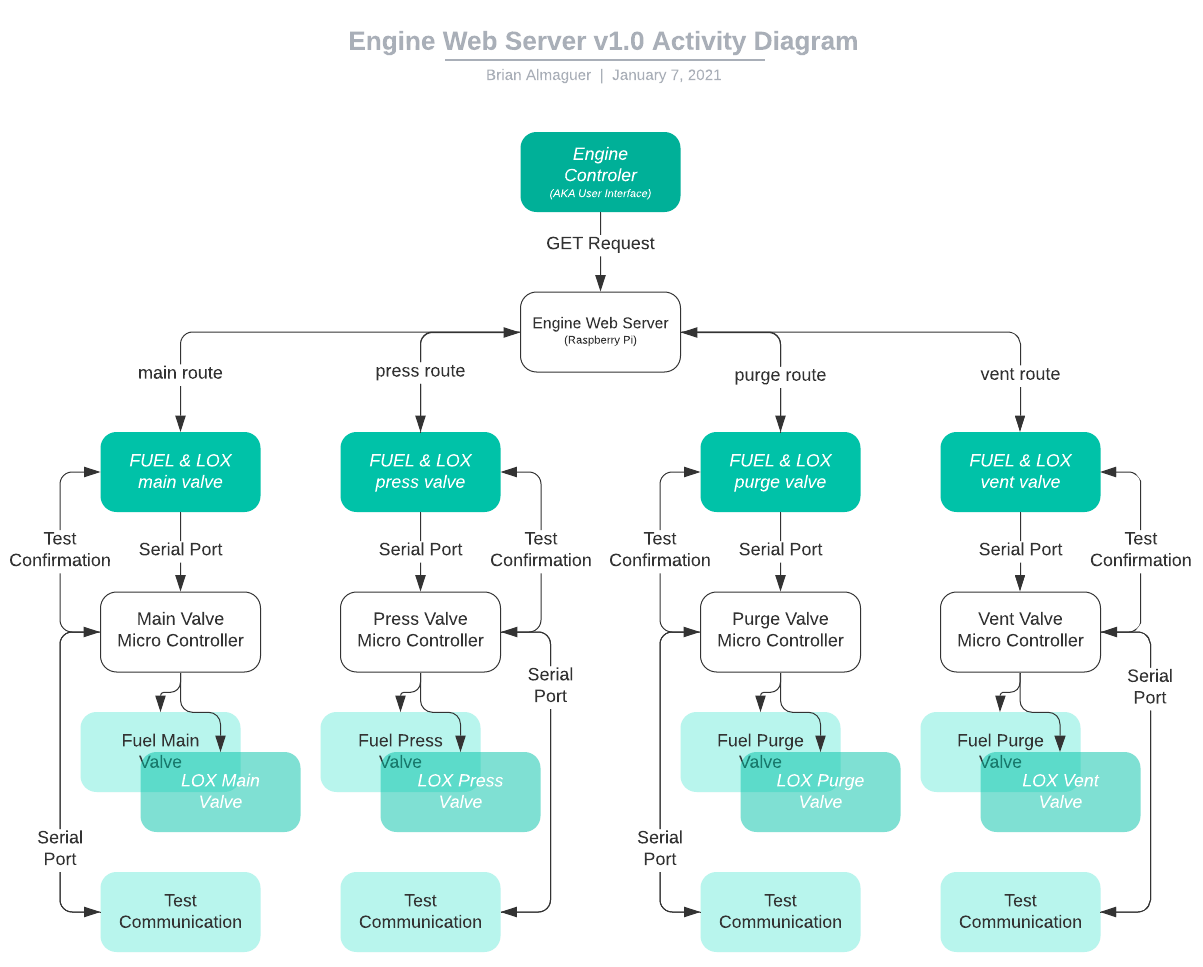 Engine Web Server v1.0 Activity Diagram
Brian Almaguer | January 7, 2021
Engine
Controler
(AKA User Interface)
GET Request
Engine Web Server
(Raspberry Pi)
main route
press route
purge route
vent route
FUEL & LOX
main valve
FUEL & LOX
press valve
FUEL & LOX
purge valve
FUEL & LOX
vent valve
Test
Confirmation
Serial Port
Serial Port
Test
Confirmation
Test
Confirmation
Serial Port
Serial Port
Test
Confirmation
Main Valve
Micro Controller
Press Valve
Micro Controller
Purge Valve
Micro Controller
Vent Valve
Micro Controller
Serial
Port
Serial
Port
Fuel Main
Valve
LOX Main
Valve
Fuel Press
Valve
LOX Press
Valve
Fuel Purge
Valve
LOX Purge
Valve
Fuel Purge
Valve
LOX Vent
Valve
Serial
Port
Serial
Port
Test
Communication
Test
Communication
Test
Communication
Test
Communication